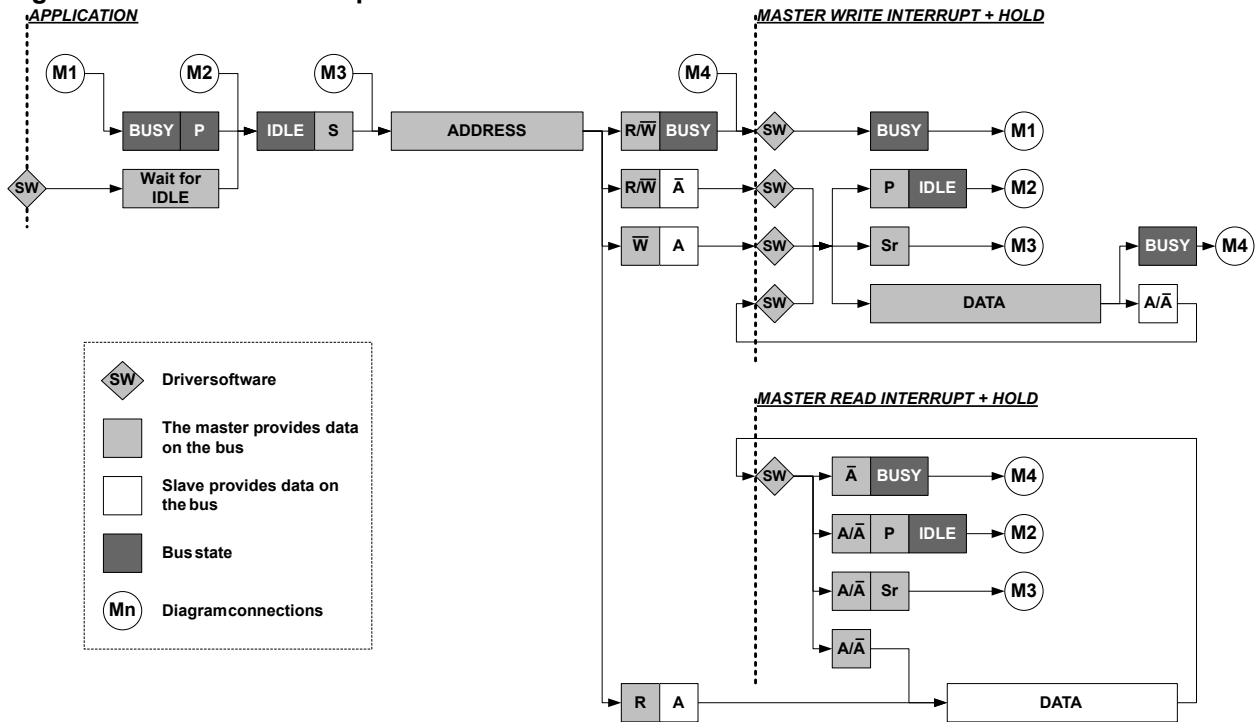 APPLICATION
MASTER WRITE INTERRUPT + HOLD
M1
M2
M3
M4
BUSY P
IDLE S
ADDRESS
R/W̅ BUSY
SW
BUSY
M1
SW
Wait for
IDLE
R/W̅ A̅
SW
P IDLE
M2
W̅ A
SW
Sr
M3
BUSY
M4
SW
DATA
A/A̅
SW
Driversoftware
The master provides data
on the bus
Slave provides data on
the bus
Bus state
Mn
Diagramconnections
MASTER READ INTERRUPT + HOLD
SW
A̅ BUSY
M4
A/A̅ P IDLE
M2
A/A̅ Sr
M3
A/A̅
R A
DATA